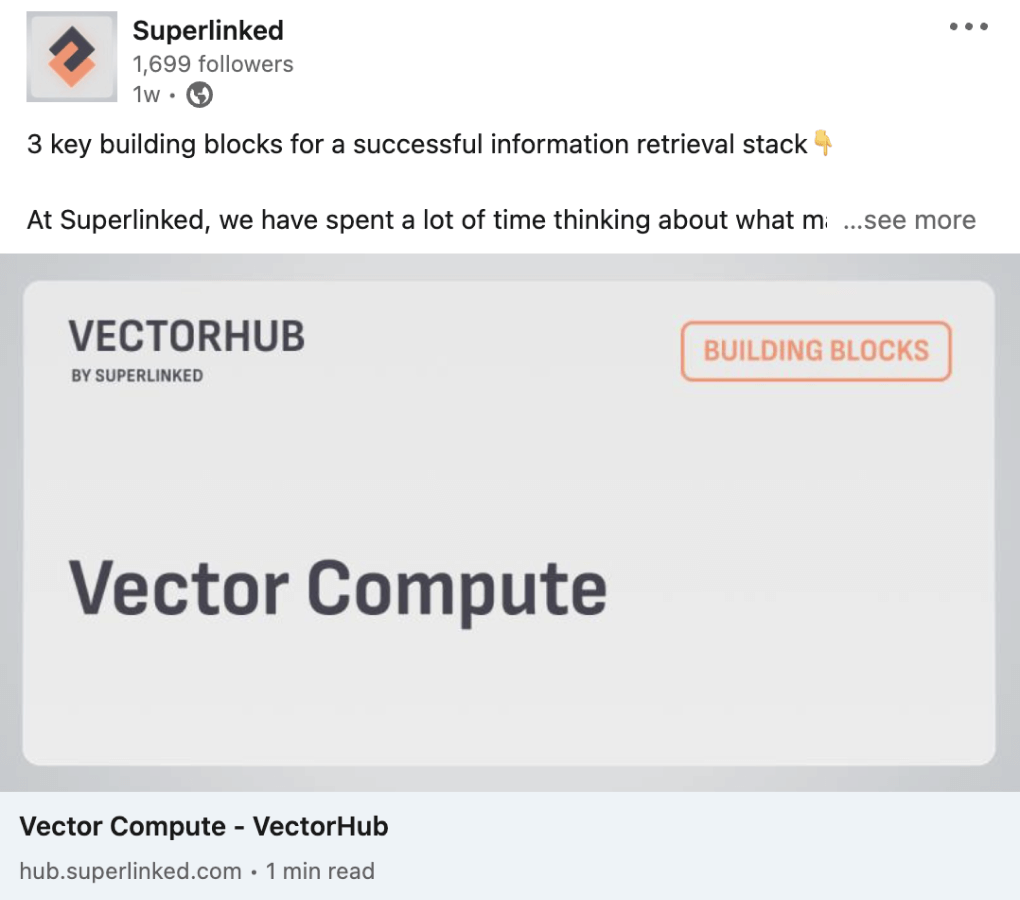 Superlinked
1,699 followers
1w •
3 key building blocks for a successful information retrieval stack👇
At Superlinked, we have spent a lot of time thinking about what ...see more
VECTORHUB
BY SUPERLINKED
BUILDING BLOCKS
Vector Compute
Vector Compute - VectorHub
hub.superlinked.com • 1 min read